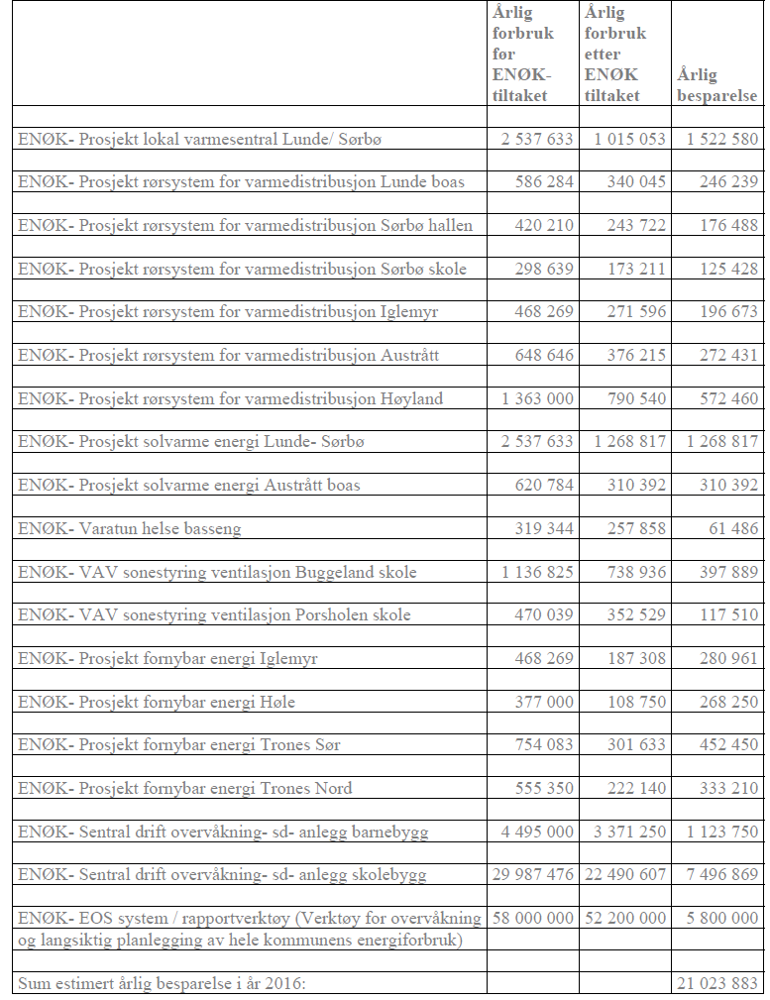 Årlig forbruk før ENØK-tiltaket Årlig forbruk etter ENØK tiltaket Årlig besparelse
ENØK- Prosjekt lokal varmesentral Lunde/ Sørbø 2 537 633 1 015 053 1 522 580
ENØK- Prosjekt rørsystem for varmedistribusjon Lunde boas 586 284 340 045 246 239
ENØK- Prosjekt rørsystem for varmedistribusjon Sørbø hallen 420 210 243 722 176 488
ENØK- Prosjekt rørsystem for varmedistribusjon Sørbø skole 298 639 173 211 125 428
ENØK- Prosjekt rørsystem for varmedistribusjon Iglemyr 468 269 271 596 196 673
ENØK- Prosjekt rørsystem for varmedistribusjon Austrått 648 646 376 215 272 431
ENØK- Prosjekt rørsystem for varmedistribusjon Høyland 1 363 000 790 540 572 460
ENØK- Prosjekt solvarme energi Lunde- Sørbø 2 537 633 1 268 817 1 268 817
ENØK- Prosjekt solvarme energi Austrått boas 620 784 310 392 310 392
ENØK- Varatun helse basseng 319 344 257 858 61 486
ENØK- VAV sonestyring ventilasjon Buggeland skole 1 136 825 738 936 397 889
ENØK- VAV sonestyring ventilasjon Porsholen skole 470 039 352 529 117 510
ENØK- Prosjekt fornybar energi Iglemyr 468 269 187 308 280 961
ENØK- Prosjekt fornybar energi Høle 377 000 108 750 268 250
ENØK- Prosjekt fornybar energi Trones Sør 754 083 301 633 452 450
ENØK- Prosjekt fornybar energi Trones Nord 555 350 222 140 333 210
ENØK- Sentral drift overvåkning- sd- anlegg barnebygg 4 495 000 3 371 250 1 123 750
ENØK- Sentral drift overvåkning- sd- anlegg skolebygg 29 987 476 22 490 607 7 496 869
ENØK- EOS system / rapportverktøy (Verktøy for overvåkning 58 000 000 52 200 000 5 800 000
og langsiktig planlegging av hele kommunens energiforbruk)
Sum estimert årlig besparelse i år 2016: 21 023 883